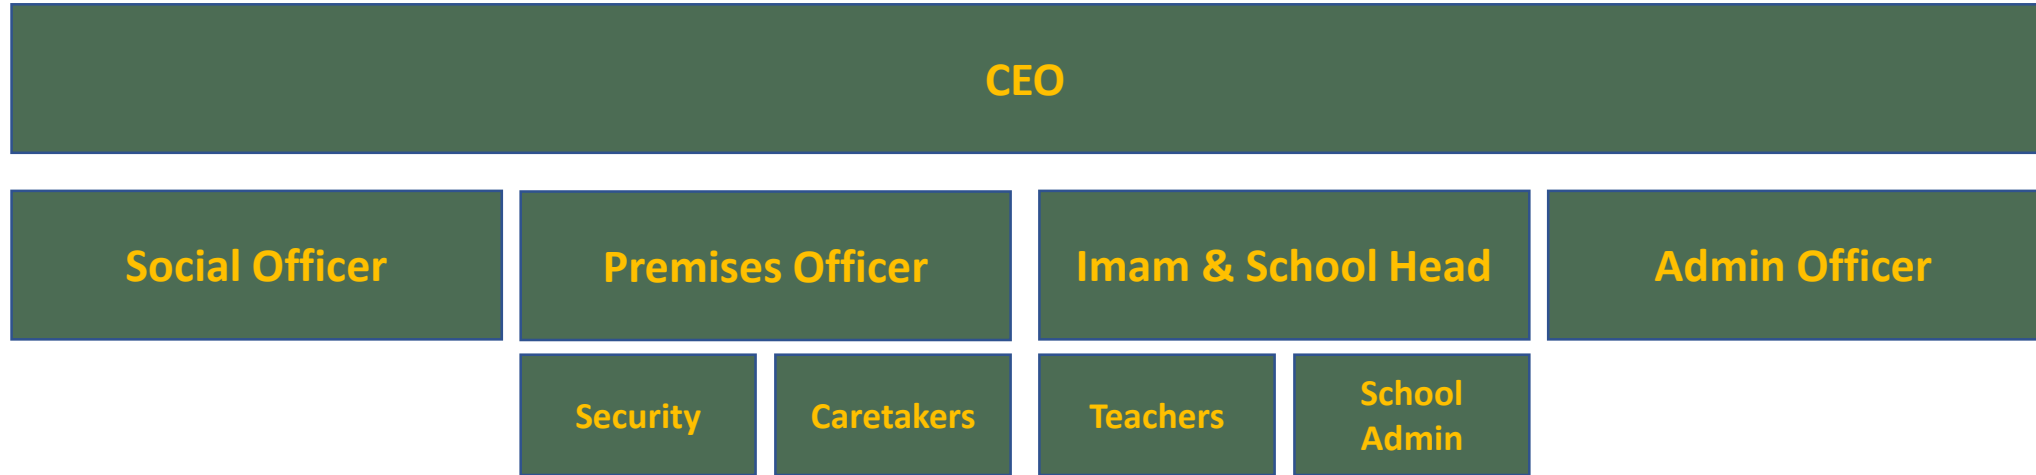 CEO
Social Officer
Premises Officer
Imam & School Head
Admin Officer
Security
Caretakers
Teachers
School
Admin